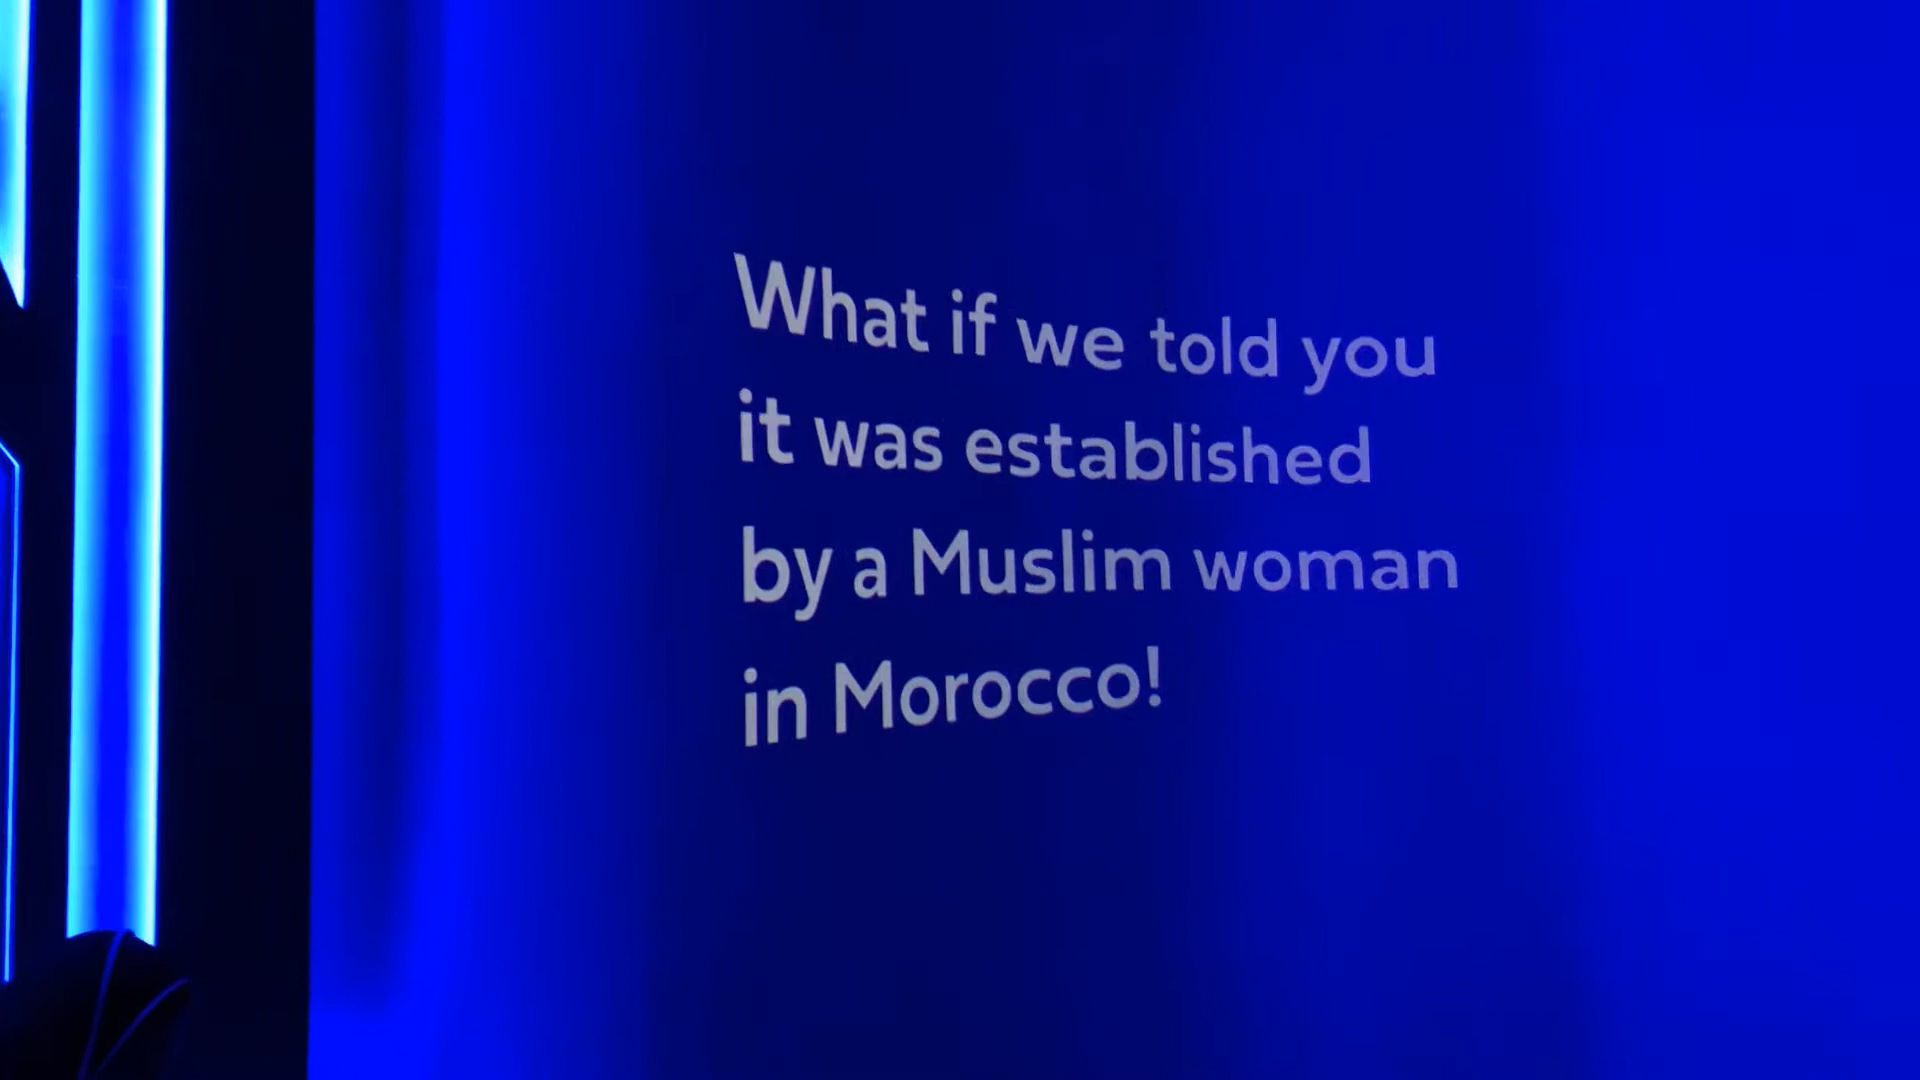 What if we told you
it was established
by a Muslim woman
in Morocco!